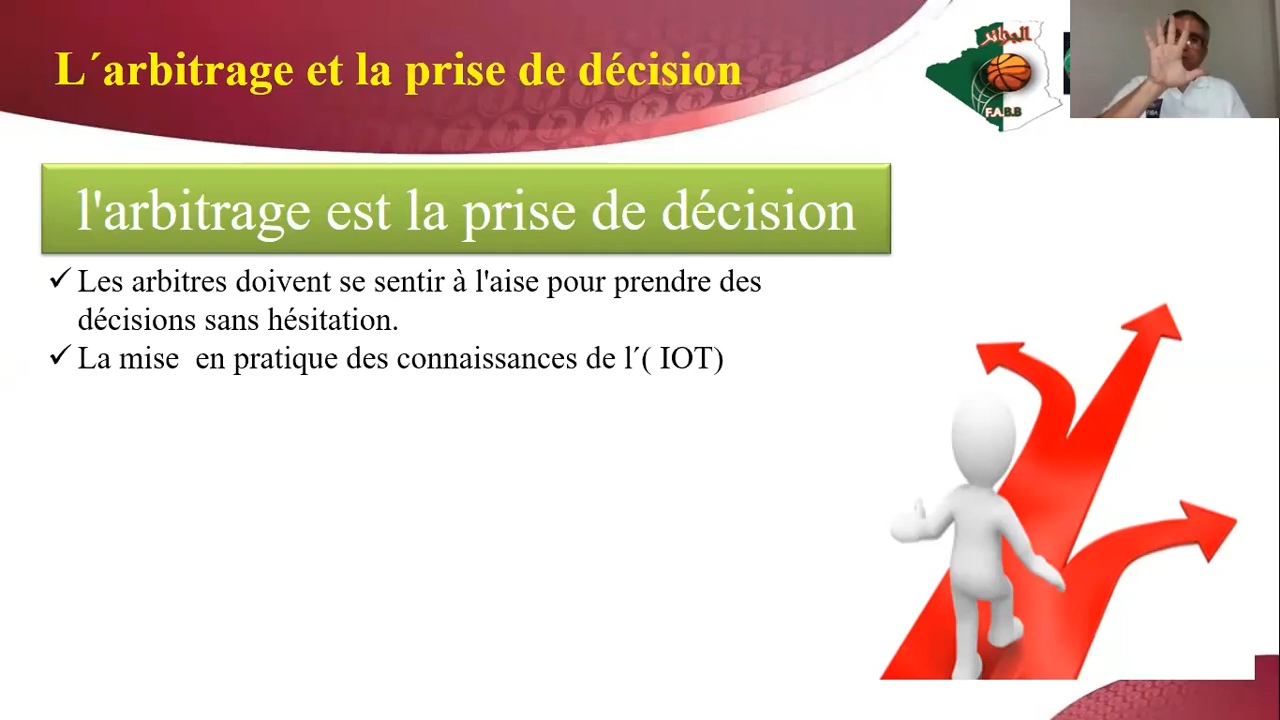 L´arbitrage et la prise de décision
الجزائر
F.A.B.B
l'arbitrage est la prise de décision
✓ Les arbitres doivent se sentir à l'aise pour prendre des
décisions sans hésitation.
✓ La mise en pratique des connaissances de l´( IOT)